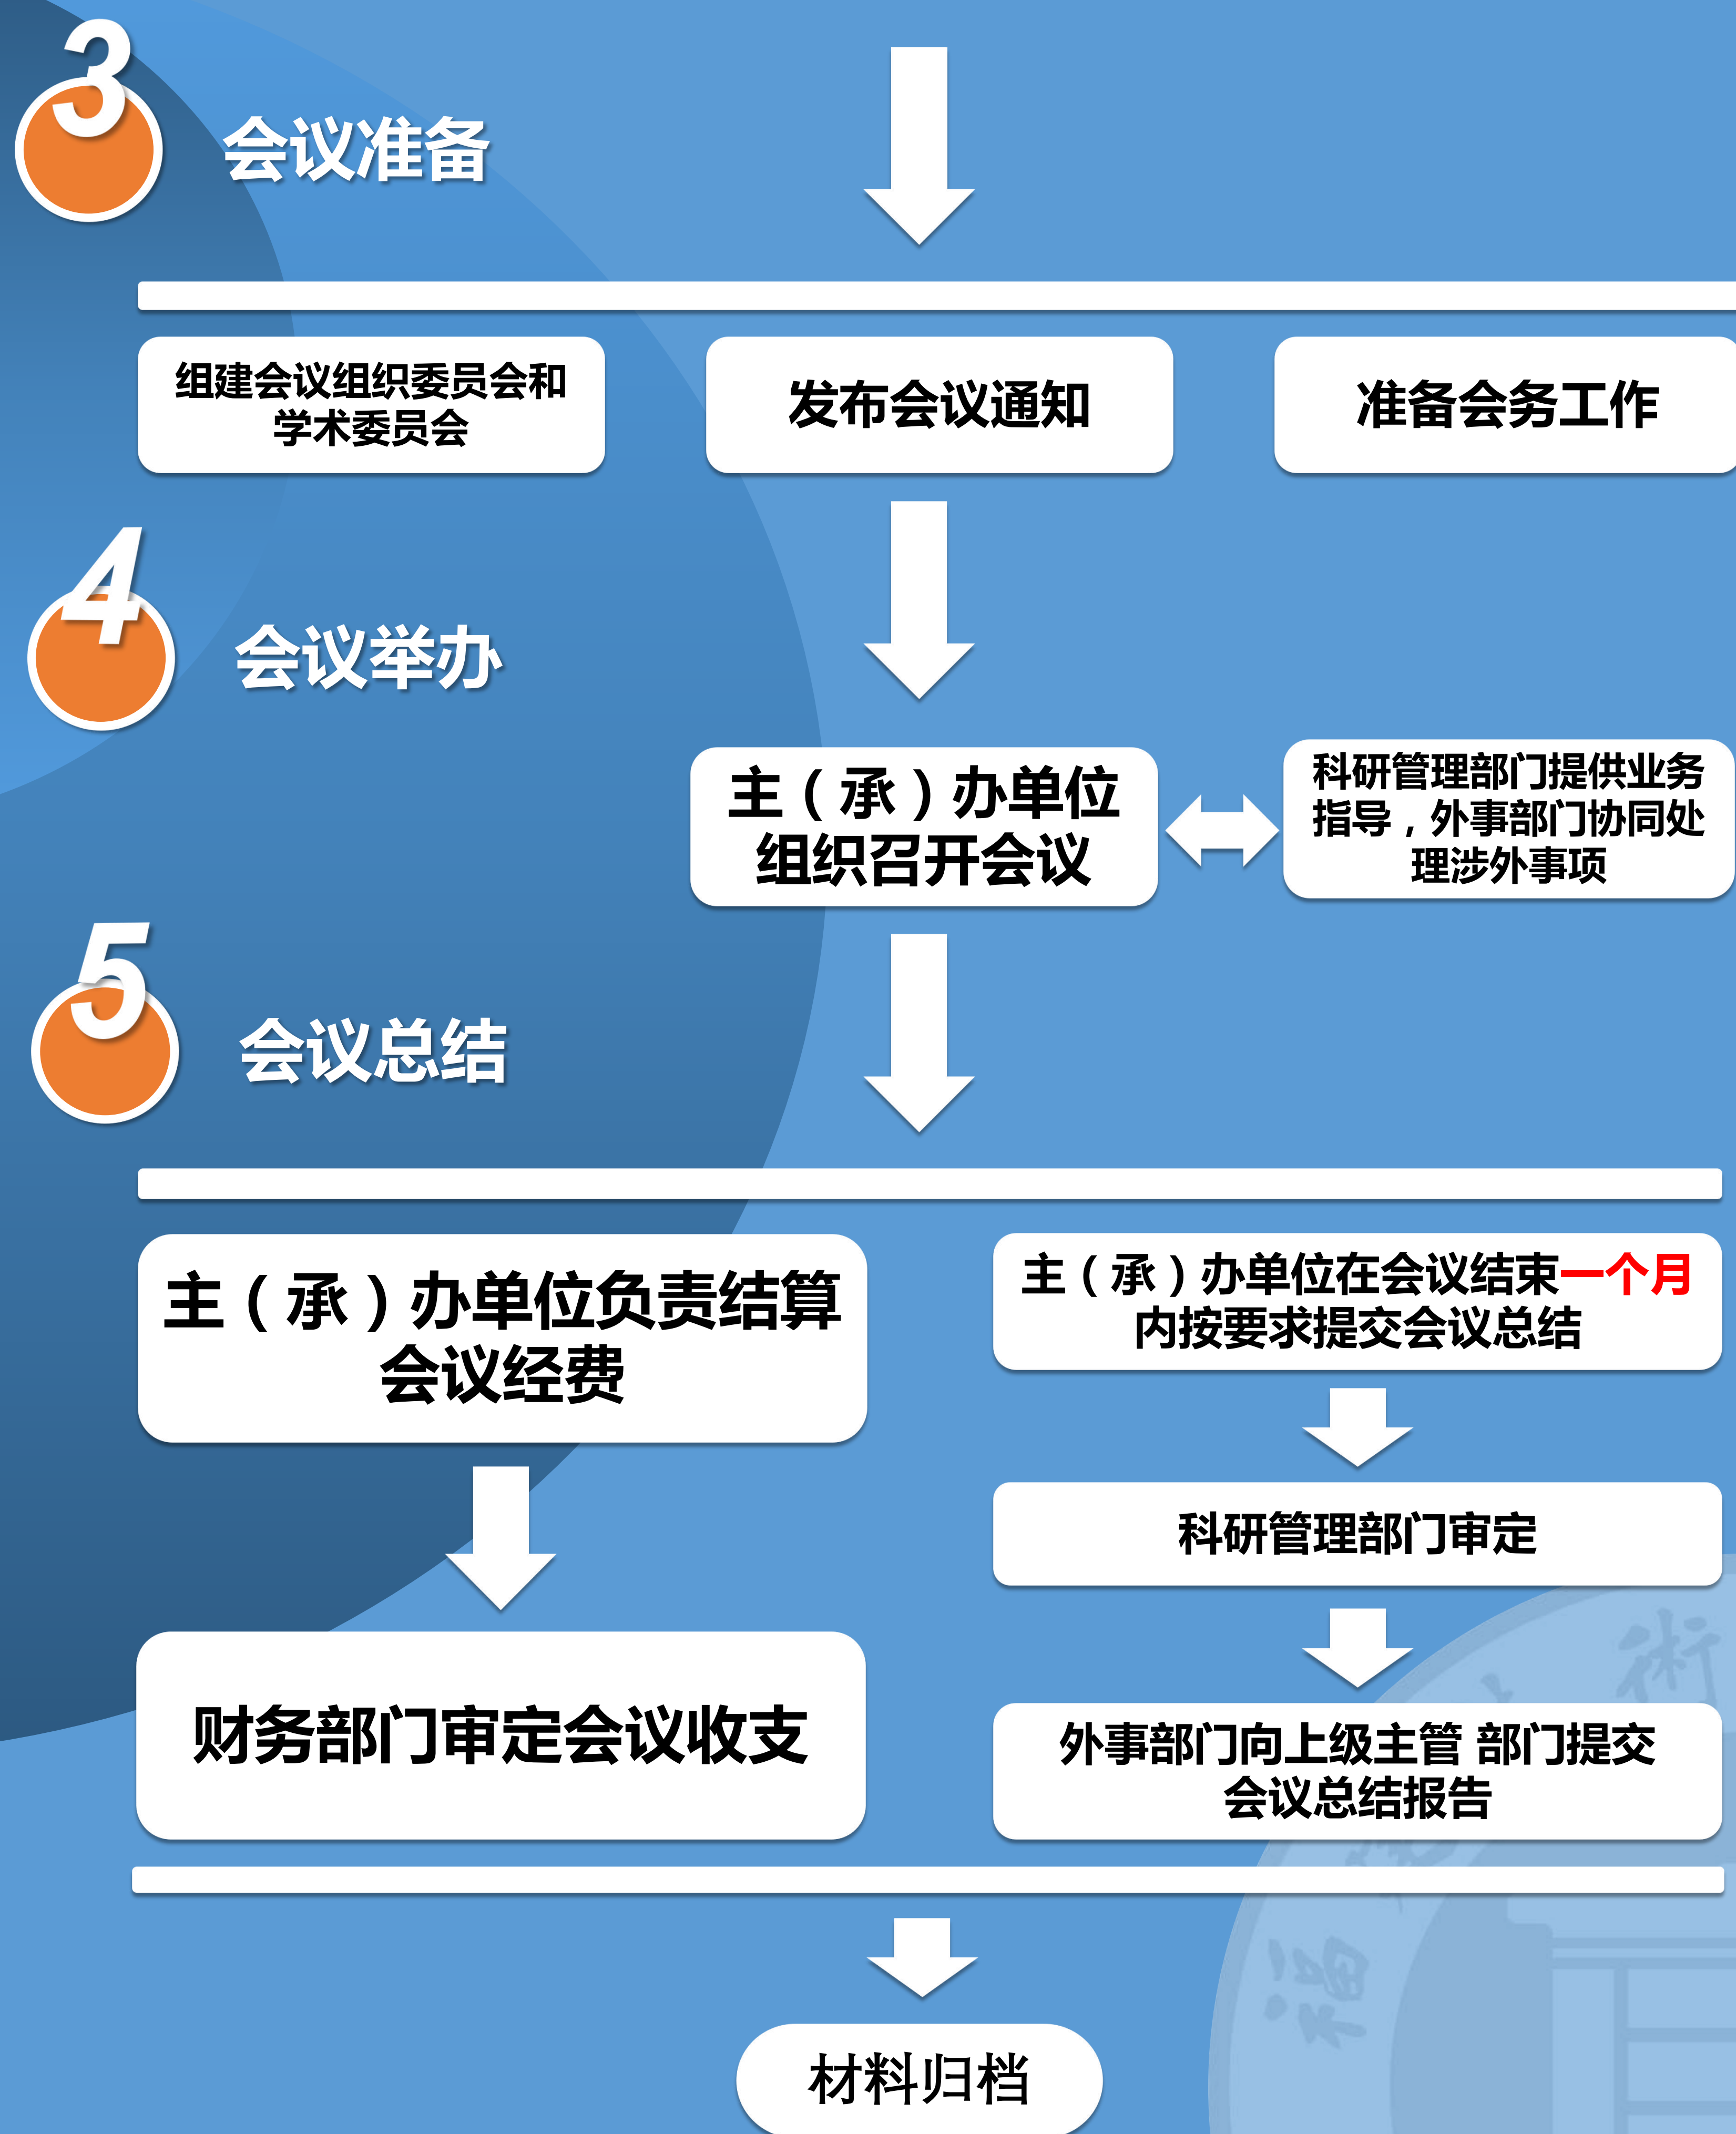 3
会议准备
组建会议组织委员会和
学术委员会
发布会议通知
准备会务工作
4
会议举办
主（承）办单位
组织召开会议
科研管理部门提供业务
指导，外事部门协同处
理涉外事项
5
会议总结
主（承）办单位负责结算
会议经费
主（承）办单位在会议结束一个月
内按要求提交会议总结
科研管理部门审定
财务部门审定会议收支
外事部门向上级主管 部门提交
会议总结报告
術
福
材料归档